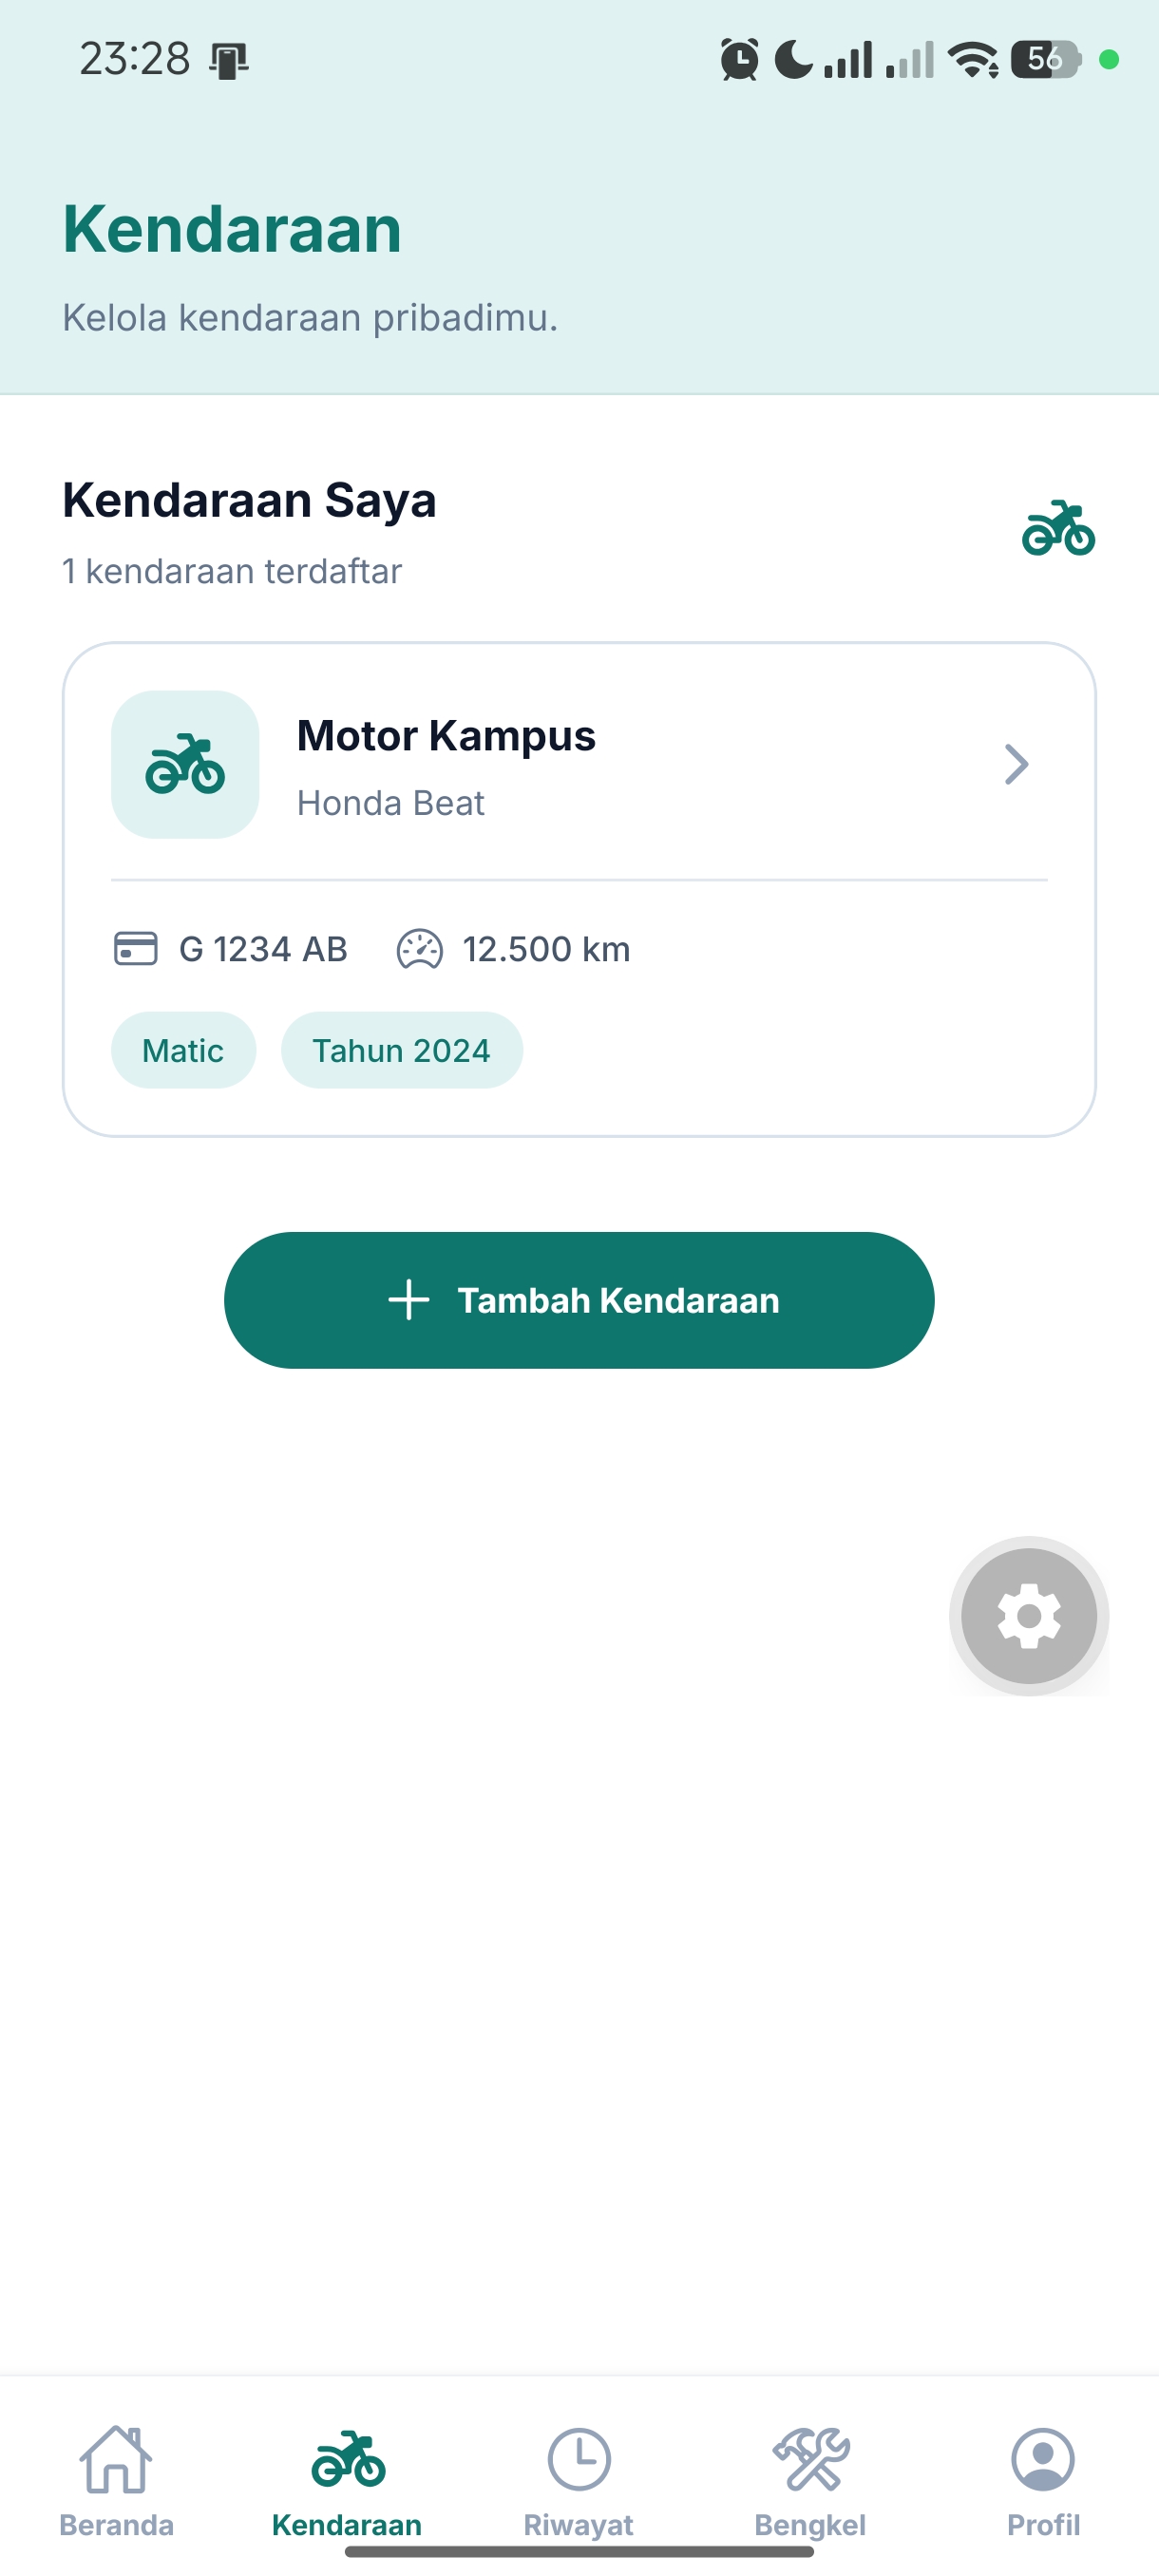 23:28
56
Kendaraan
Kelola kendaraan pribadimu.
Kendaraan Saya
1 kendaraan terdaftar
Motor Kampus
Honda Beat
G 1234 AB
12.500 km
Matic
Tahun 2024
Tambah Kendaraan
Beranda
Kendaraan
Riwayat
Bengkel
Profil